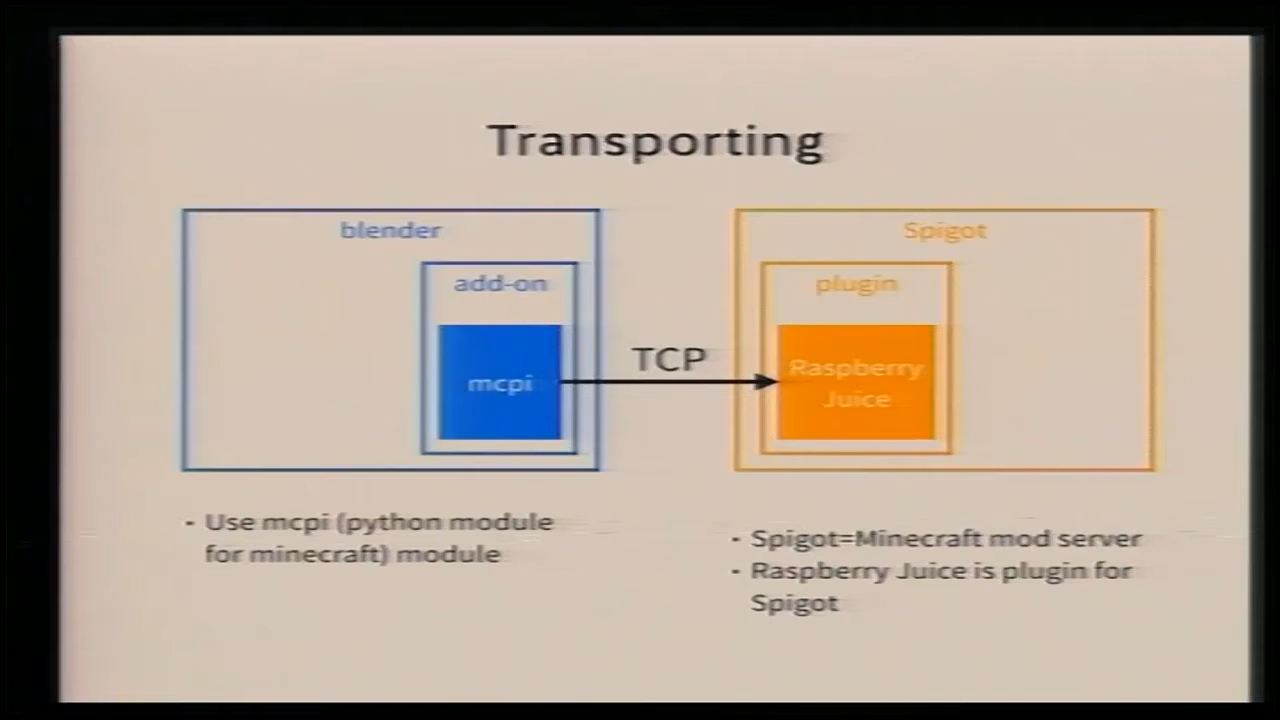 Transporting
blender
add-on
mcpi
TCP
Spigot
plugin
Raspberry
Juice
・Use mcpi (python module
for minecraft) module
・Spigot=Minecraft mod server
・Raspberry Juice is plugin for
Spigot